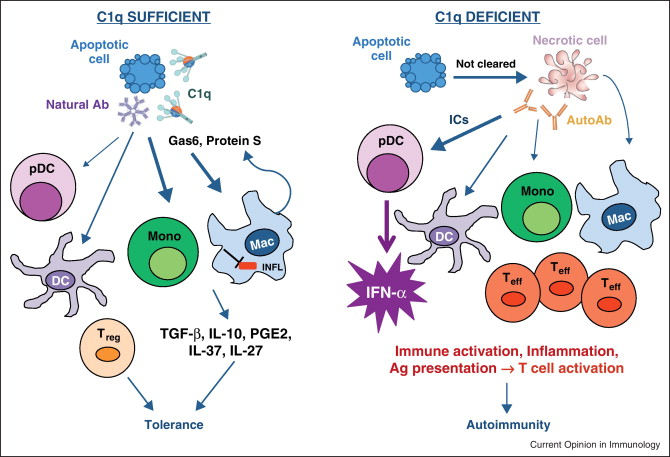 C1q SUFFICIENT
Apoptotic
cell
C1q
Natural Ab
Gas6, Protein S
pDC
Mono
Mac
INFL
DC
Treg
TGF-β, IL-10, PGE2,
IL-37, IL-27
Tolerance
C1q DEFICIENT
Apoptotic
cell
Not cleared
Necrotic cell
ICs
AutoAb
pDC
Mono
Mac
DC
IFN-α
Teff
Teff
Teff
Immune activation, Inflammation,
Ag presentation → T cell activation
Autoimmunity
Current Opinion in Immunology